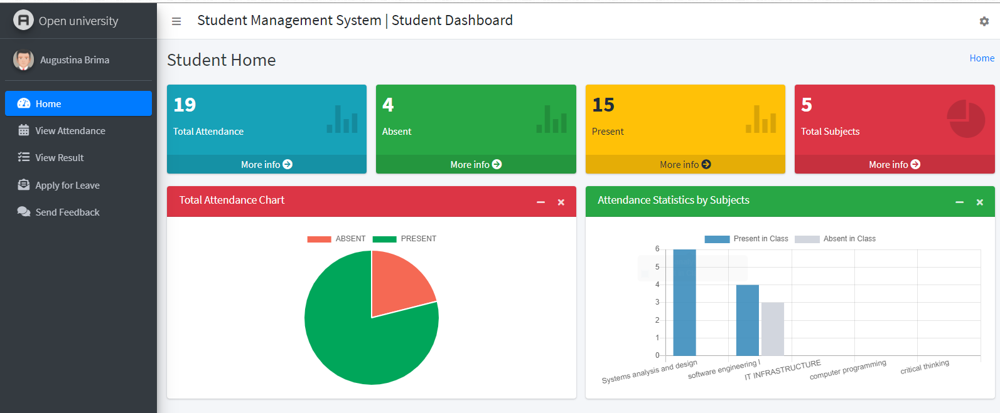 Open university
Student Management System | Student Dashboard
Augustina Brima
Student Home
Home
Home
View Attendance
View Result
Apply for Leave
Send Feedback
19
Total Attendance
More info
4
Absent
More info
15
Present
More info
5
Total Subjects
More info
Total Attendance Chart
ABSENT PRESENT
Attendance Statistics by Subjects
Present in Class Absent in Class
6
5
4
3
2
1
0
Systems analysis and design
software engineering I
IT INFRASTRUCTURE
computer programming
critical thinking